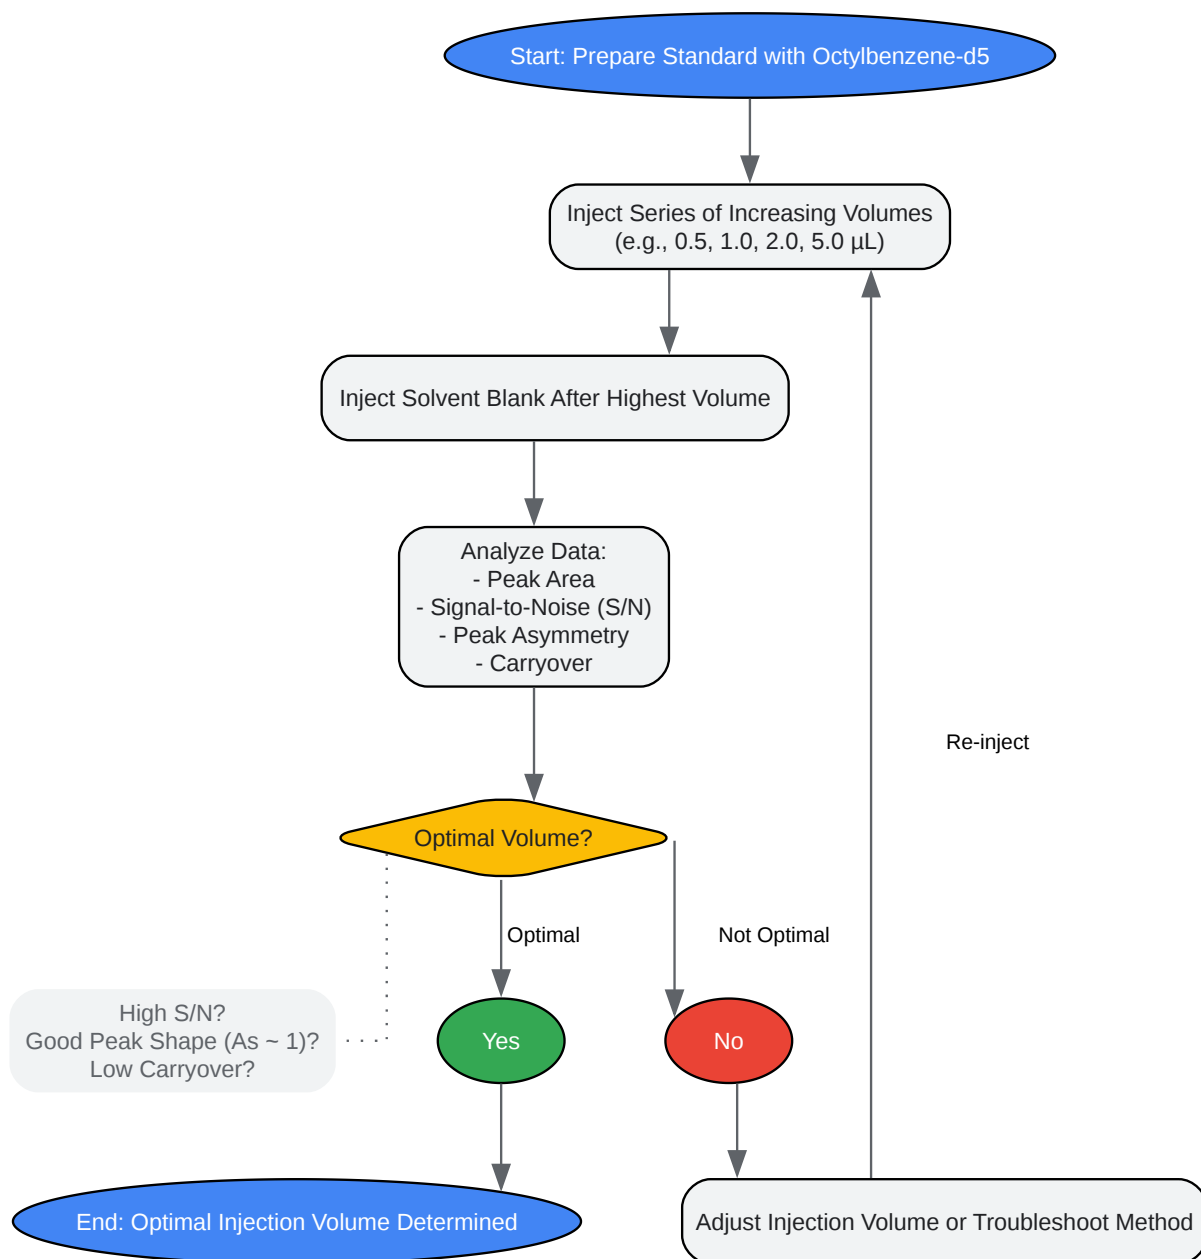 Start: Prepare Standard with Octylbenzene-d5
Inject Series of Increasing Volumes
(e.g., 0.5, 1.0, 2.0, 5.0 µL)
Inject Solvent Blank After Highest Volume
Analyze Data:
- Peak Area
- Signal-to-Noise (S/N)
- Peak Asymmetry
- Carryover
Re-inject
Optimal Volume?
Optimal
Not Optimal
High S/N?
Good Peak Shape (As ~ 1)?
Low Carryover?
Yes
No
End: Optimal Injection Volume Determined
Adjust Injection Volume or Troubleshoot Method